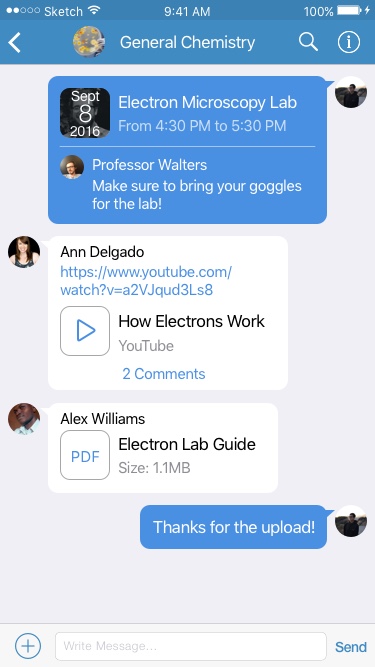 Sketch
9:41 AM
100%
General Chemistry
Sept
8
2016
Electron Microscopy Lab
From 4:30 PM to 5:30 PM
Professor Walters
Make sure to bring your goggles
for the lab!
Ann Delgado
https://www.youtube.com/
watch?v=a2VJqud3Ls8
How Electrons Work
YouTube
2 Comments
Alex Williams
PDF
Electron Lab Guide
Size: 1.1MB
Thanks for the upload!
Write Message...
Send